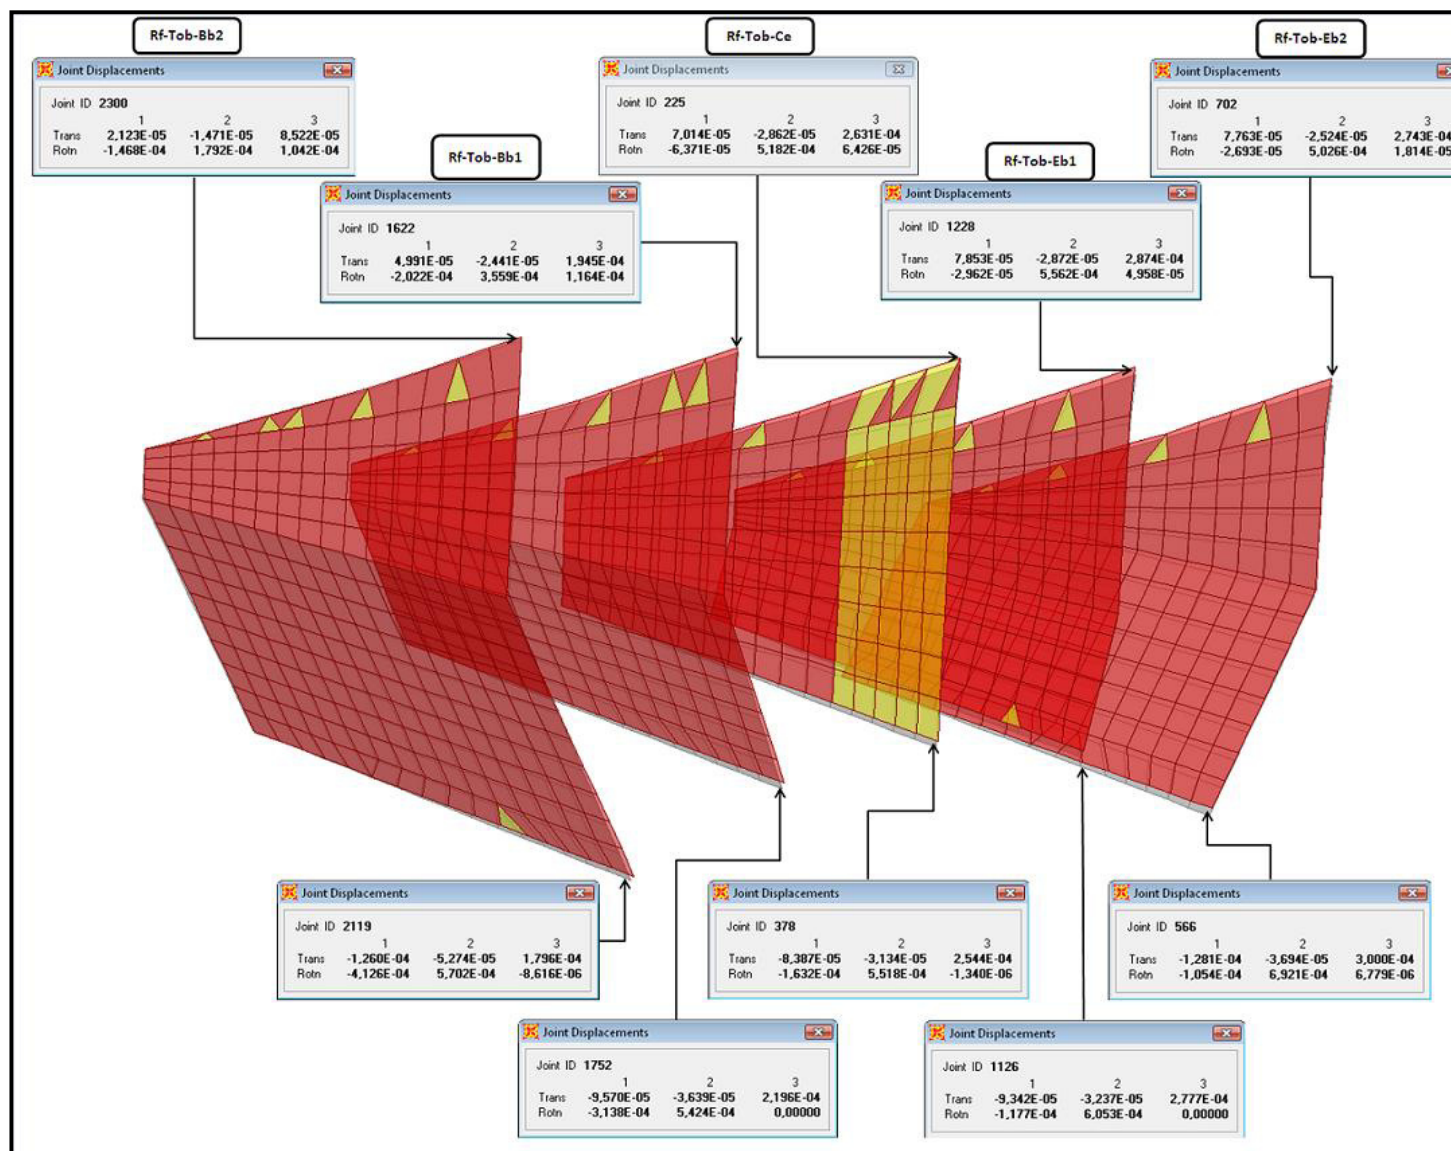 Rf-Tob-Bb2
Joint Displacements
Joint ID 2300
1 2 3
Trans 2,123E-05 -1,471E-05 8,522E-05
Rotn -1,468E-04 1,792E-04 1,042E-04
Rf-Tob-Bb1
Joint Displacements
Joint ID 1622
1 2 3
Trans 4,991E-05 -2,441E-05 1,945E-04
Rotn -2,022E-04 3,559E-04 1,164E-04
Rf-Tob-Ce
Joint Displacements
Joint ID 225
1 2 3
Trans 7,014E-05 -2,862E-05 2,631E-04
Rotn -6,371E-05 5,182E-04 6,426E-05
Rf-Tob-Eb1
Joint Displacements
Joint ID 1228
1 2 3
Trans 7,853E-05 -2,872E-05 2,874E-04
Rotn -2,962E-05 5,562E-04 4,958E-05
Rf-Tob-Eb2
Joint Displacements
Joint ID 702
1 2 3
Trans 7,763E-05 -2,524E-05 2,743E-04
Rotn -2,693E-05 5,026E-04 1,814E-05
Joint Displacements
Joint ID 2119
1 2 3
Trans -1,260E-04 -5,274E-05 1,796E-04
Rotn -4,126E-04 5,702E-04 -8,616E-06
Joint Displacements
Joint ID 1752
1 2 3
Trans -9,570E-05 -3,639E-05 2,196E-04
Rotn -3,138E-04 5,424E-04 0,00000
Joint Displacements
Joint ID 378
1 2 3
Trans -8,387E-05 -3,134E-05 2,544E-04
Rotn -1,632E-04 5,518E-04 -1,340E-06
Joint Displacements
Joint ID 1126
1 2 3
Trans -9,342E-05 -3,237E-05 2,777E-04
Rotn -1,177E-04 6,053E-04 0,00000
Joint Displacements
Joint ID 566
1 2 3
Trans -1,281E-04 -3,694E-05 3,000E-04
Rotn -1,054E-04 6,921E-04 6,779E-06